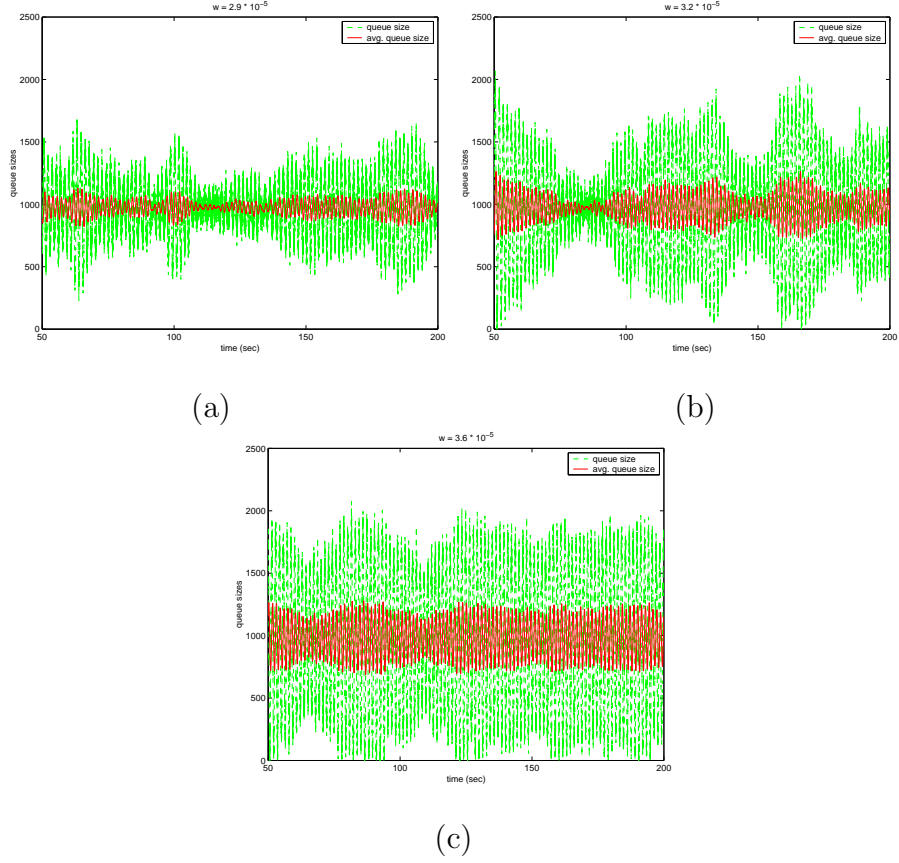 w = 2.9 * 10⁻⁵
2500
2000
1500
1000
500
0
queue sizes
queue size
avg. queue size
50
100
150
200
time (sec)
(a)
w = 3.2 * 10⁻⁵
2500
2000
1500
1000
500
0
queue sizes
queue size
avg. queue size
50
100
150
200
time (sec)
(b)
w = 3.6 * 10⁻⁵
2500
2000
1500
1000
500
0
queue sizes
queue size
avg. queue size
50
100
150
200
time (sec)
(c)